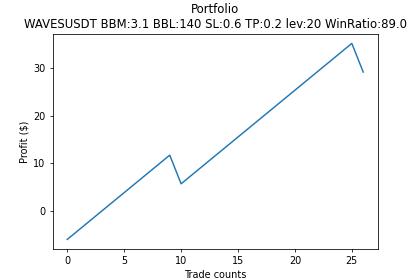 Portfolio
WAVESUSDT BBM:3.1 BBL:140 SL:0.6 TP:0.2 lev:20 WinRatio:89.0
Profit ($)
30
20
10
0
0 5 10 15 20 25
Trade counts